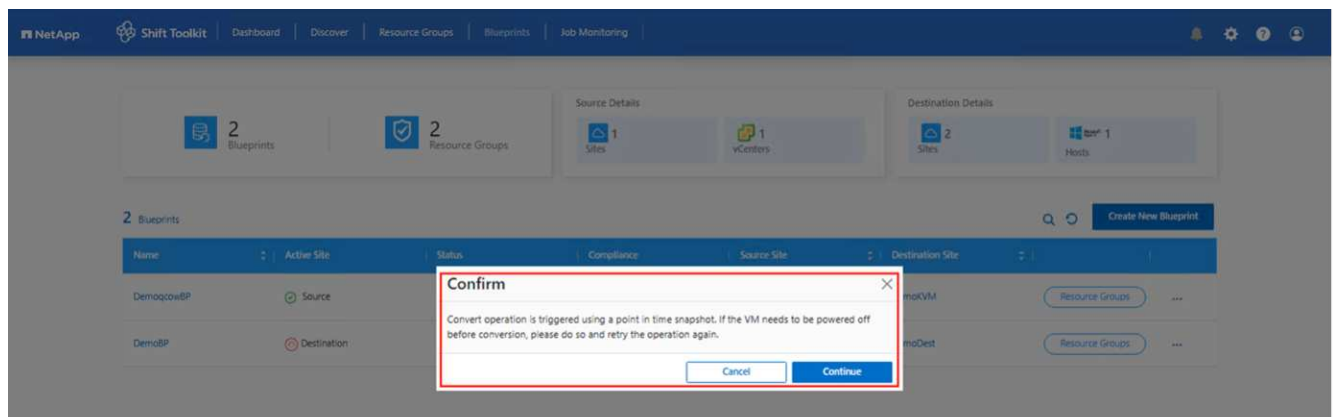 NetApp
Shift Toolkit
Dashboard
Discover
Resource Groups
Blueprints
Job Monitoring
2
Blueprints
2
Resource Groups
Source Details
1
Sites
1
vCenters
Destination Details
2
Sites
1
Hosts
2 Blueprints
Create New Blueprint
Name
Active Site
Status
Compliance
Source Site
Destination Site
DemoqcowBP
Source
moKVM
Resource Groups
...
DemoBP
Destination
moDest
Resource Groups
...
Confirm
Convert operation is triggered using a point in time snapshot. If the VM needs to be powered off
before conversion, please do so and retry the operation again.
Cancel
Continue